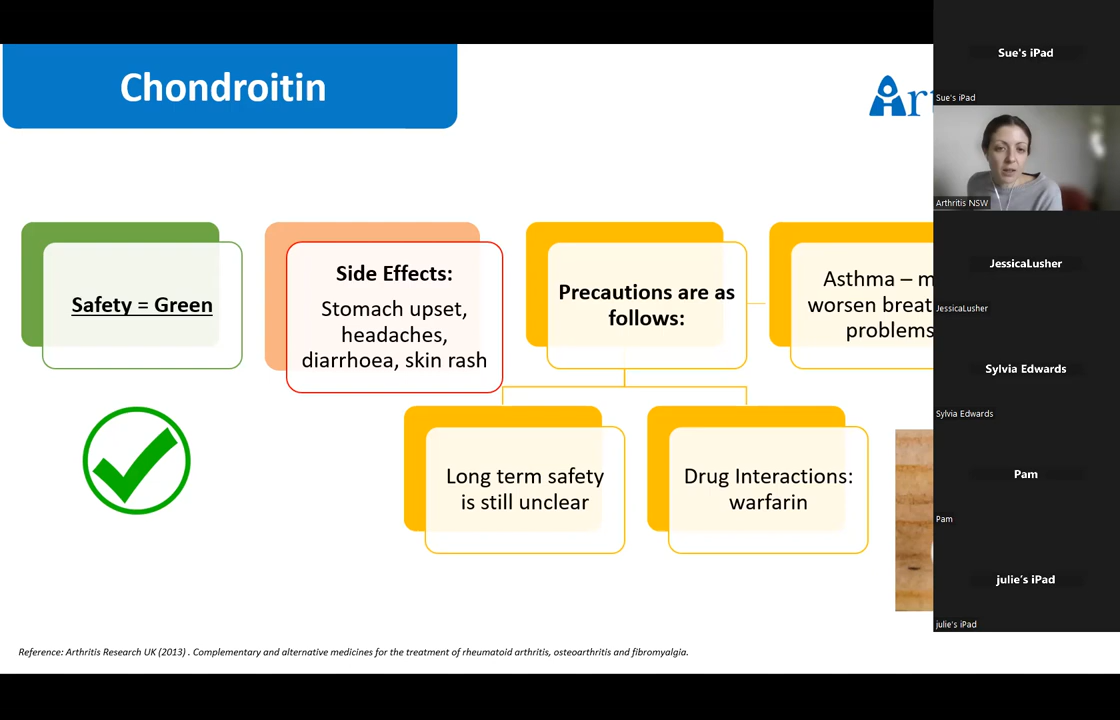 Chondroitin
Safety = Green
Side Effects:
Stomach upset,
headaches,
diarrhoea, skin rash
Precautions are as
follows:
Asthma – m
worsen breat
problems
Long term safety
is still unclear
Drug Interactions:
warfarin
Reference: Arthritis Research UK (2013) . Complementary and alternative medicines for the treatment of rheumatoid arthritis, osteoarthritis and fibromyalgia.
Art
Sue's iPad
Sue's iPad
Arthritis NSW
JessicaLusher
JessicaLusher
Sylvia Edwards
Sylvia Edwards
Pam
Pam
julie's iPad
julie's iPad